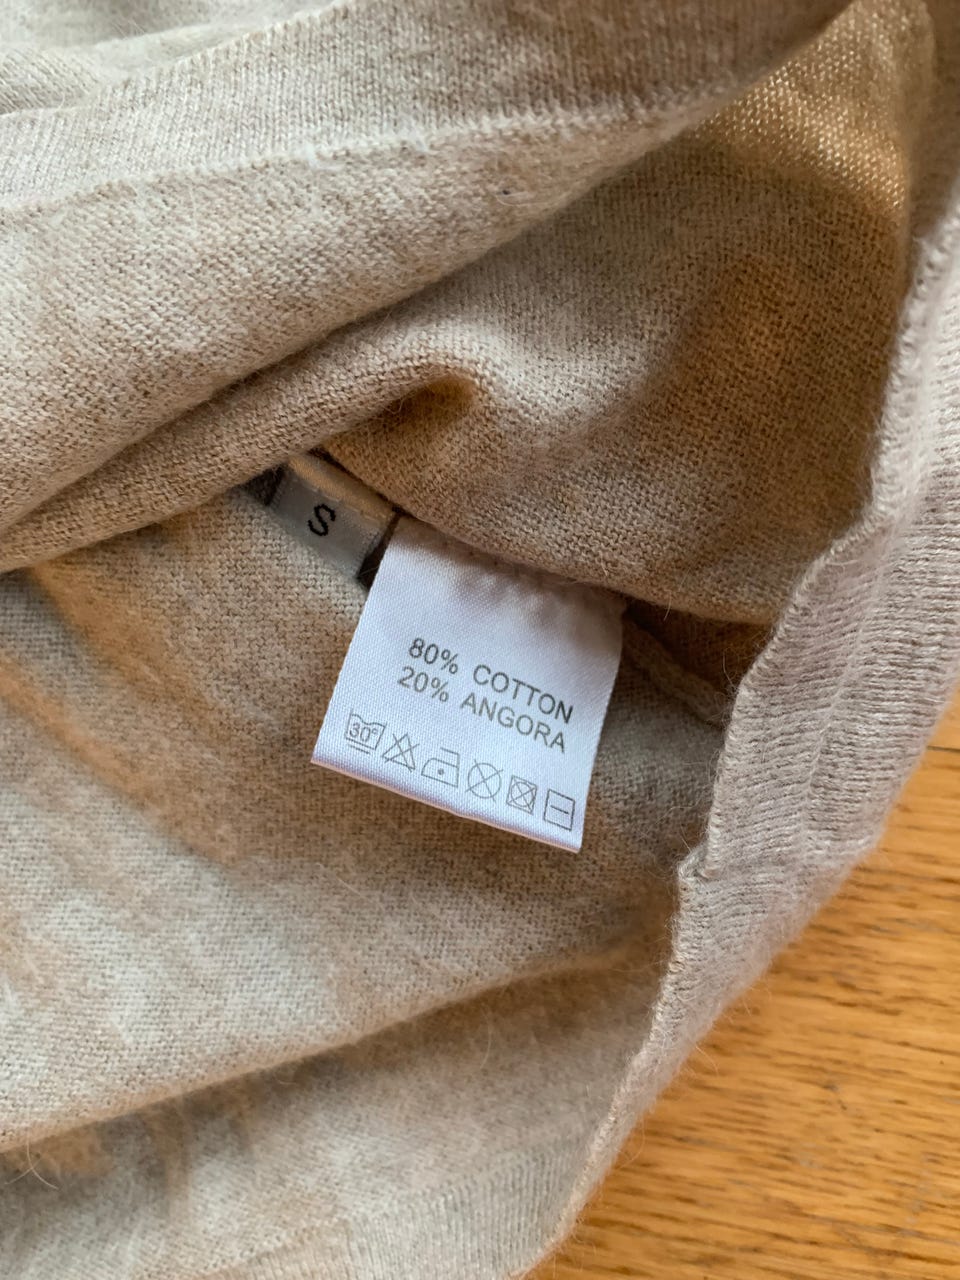 S
80% COTTON
20% ANGORA
30°